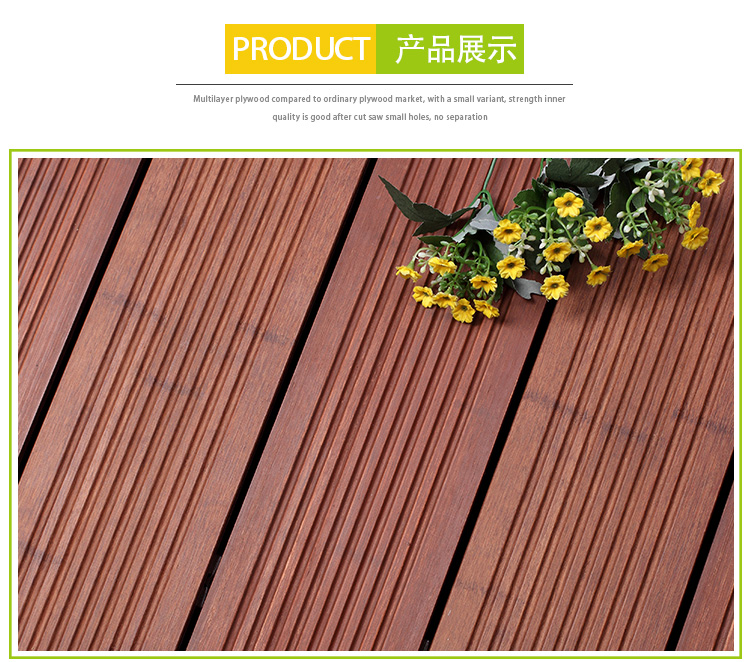 PRODUCT 产品展示
Multilayer plywood compared to ordinary plywood market, with a small variant, strength inner
quality is good after cut saw small holes, no separation